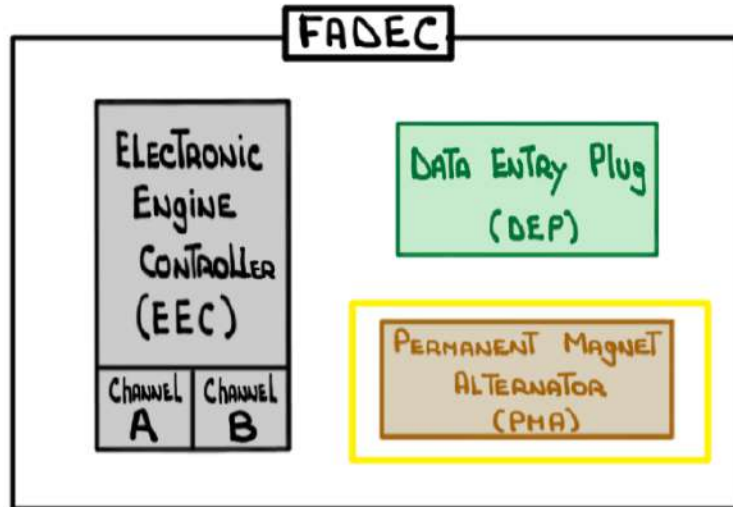 FADEC
ELECTRONIC
ENGINE
CONTROLLER
(EEC)
CHANNEL
A
CHANNEL
B
DATA ENTRY PLUG
(DEP)
PERMANENT MAGNET
ALTERNATOR
(PMA)